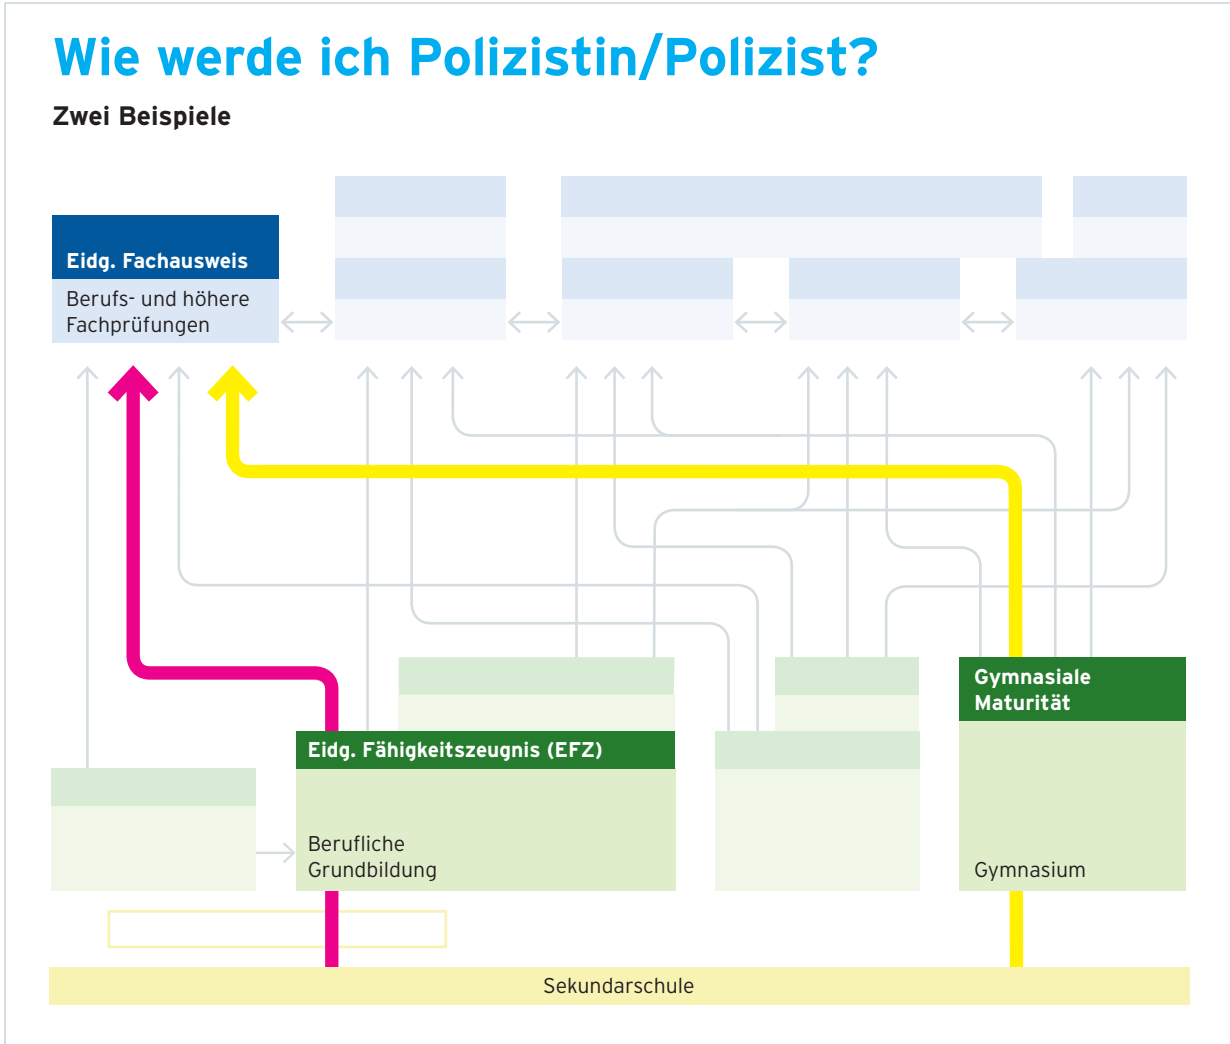 Wie werde ich Polizistin/Polizist?
Zwei Beispiele
Eidg. Fachausweis
Berufs- und höhere
Fachprüfungen
Gymnasiale
Maturität
Eidg. Fähigkeitszeugnis (EFZ)
Berufliche
Grundbildung
Gymnasium
Sekundarschule